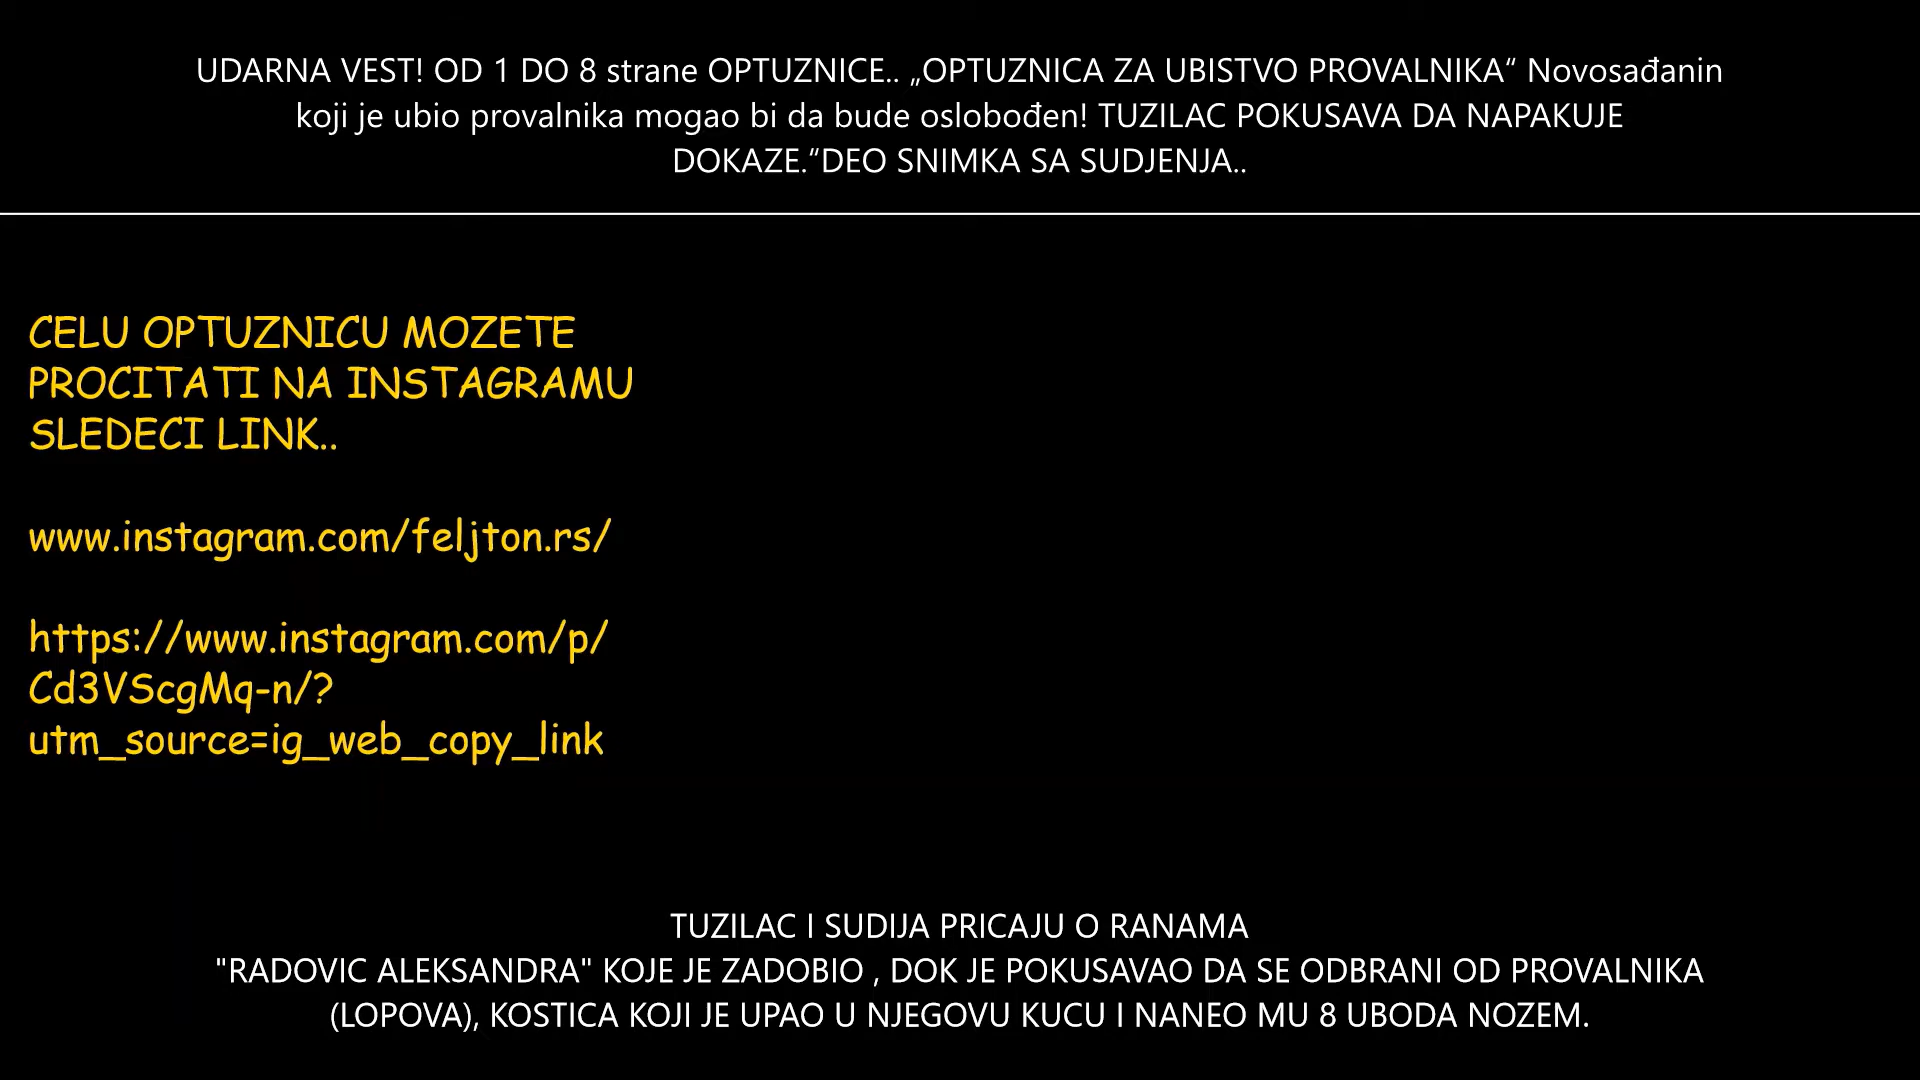 UDARNA VEST! OD 1 DO 8 strane OPTUZNICE.. „OPTUZNICA ZA UBISTVO PROVALNIKA“ Novosađanin
koji je ubio provalnika mogao bi da bude oslobođen! TUZILAC POKUSAVA DA NAPAKUJE
DOKAZE.“DEO SNIMKA SA SUDJENJA..
CELU OPTUZNICU MOZETE
PROCITATI NA INSTAGRAMU
SLEDECI LINK..
www.instagram.com/feljton.rs/
https://www.instagram.com/p/
Cd3VScgMq-n/?
utm_source=ig_web_copy_link
TUZILAC I SUDIJA PRICAJU O RANAMA
"RADOVIC ALEKSANDRA" KOJE JE ZADOBIO , DOK JE POKUSAVAO DA SE ODBRANI OD PROVALNIKA
(LOPOVA), KOSTICA KOJI JE UPAO U NJEGOVU KUCU I NANEO MU 8 UBODA NOZEM.